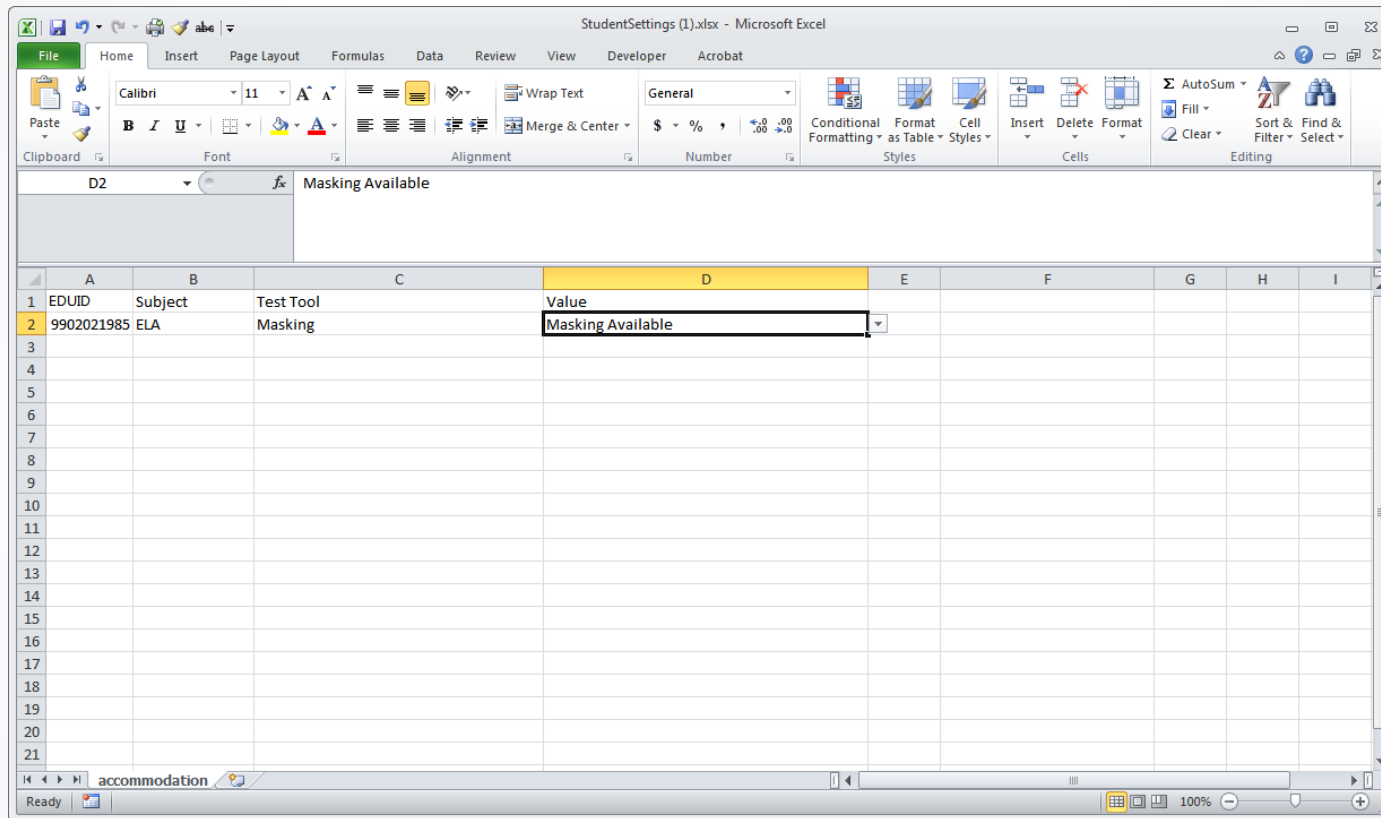 StudentSettings (1).xlsx - Microsoft Excel
File Home Insert Page Layout Formulas Data Review View Developer Acrobat
Paste
Calibri 11
B I U
Wrap Text
Merge & Center
General
$ % , .00 .0
Conditional Formatting
Format as Table
Cell Styles
Insert Delete Format
Σ AutoSum
Fill
Clear
Sort & Filter
Find & Select
Clipboard Font Alignment Number Styles Cells Editing
D2 fx Masking Available
A B C D E F G H I
1 EDUID Subject Test Tool Value
2 9902021985 ELA Masking Masking Available
3
4
5
6
7
8
9
10
11
12
13
14
15
16
17
18
19
20
21
accommodation
Ready 100%